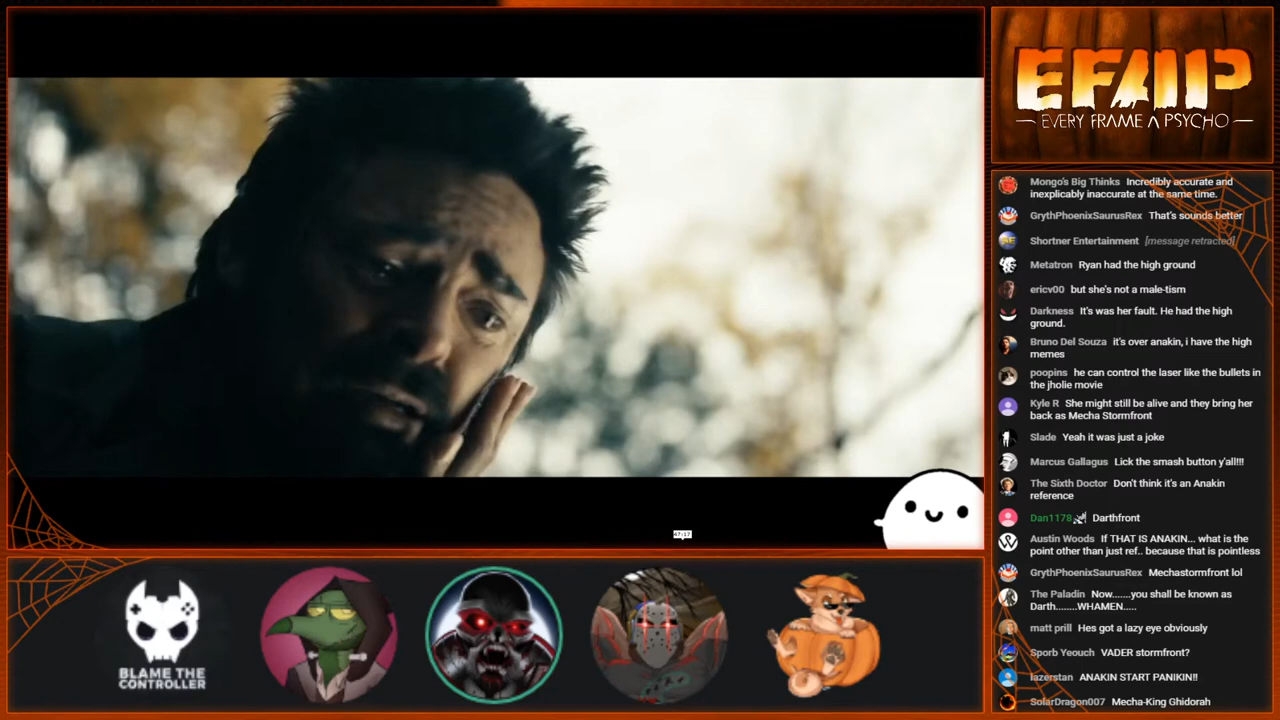 EFAP
EVERY FRAME A PSYCHO
Mongo's Big Thinks Incredibly accurate and
inexplicably inaccurate at the same time.
GrythPhoenixSaurusRex That's sounds better
Shortner Entertainment [message retracted]
Metatron Ryan had the high ground
ericv00 but she's not a male-tism
Darkness It's was her fault. He had the high
ground.
Bruno Del Souza it's over anakin, i have the high
memes
poopins he can control the laser like the bullets in
the jholie movie
Kyle R She might still be alive and they bring her
back as Mecha Stormfront
Slade Yeah it was just a joke
Marcus Gallagus Lick the smash button y'all!!!
The Sixth Doctor Don't think it's an Anakin
reference
Dan1178 Darthfront
Austin Woods If THAT IS ANAKIN... what is the
point other than just ref.. because that is pointless
GrythPhoenixSaurusRex Mechastormfront lol
The Paladin Now.......you shall be known as
Darth........WHAMEN.....
matt prill Hes got a lazy eye obviously
Sporb Yeouch VADER stormfront?
lazerstan ANAKIN START PANIKIN!!
SolarDragon007 Mecha-King Ghidorah
47:17
BLAME THE
CONTROLLER